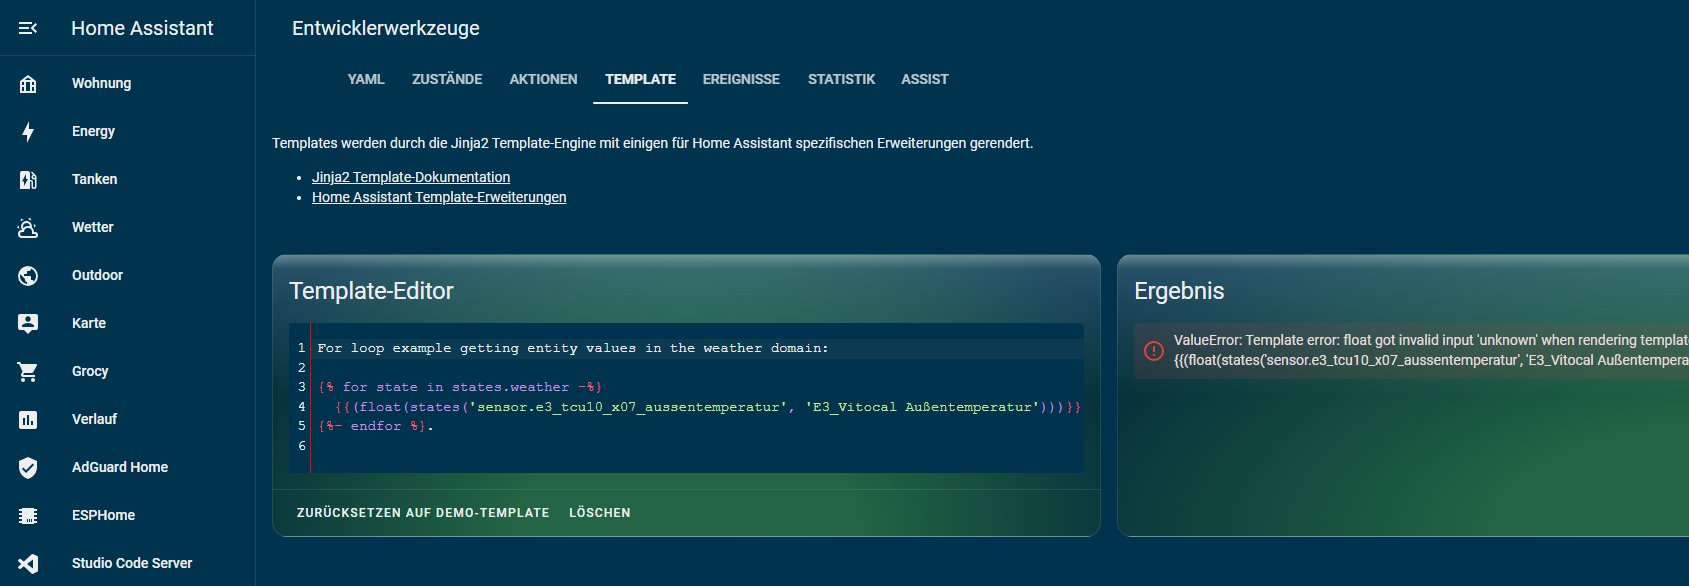 Home Assistant
Wohnung
Energy
Tanken
Wetter
Outdoor
Karte
Grocy
Verlauf
AdGuard Home
ESPHome
Studio Code Server
Entwicklerwerkzeuge
YAML ZUSTÄNDE AKTIONEN TEMPLATE EREIGNISSE STATISTIK ASSIST
Templates werden durch die Jinja2 Template-Engine mit einigen für Home Assistant spezifischen Erweiterungen gerendert.
• Jinja2 Template-Dokumentation
• Home Assistant Template-Erweiterungen
Template-Editor
1 For loop example getting entity values in the weather domain:
2
3 {% for state in states.weather -%}
4   {{(float(states('sensor.e3_tcu10_x07_aussentemperatur', 'E3_Vitocal Außentemperatur')))}}
5 {%- endfor %}.
6
ZURÜCKSETZEN AUF DEMO-TEMPLATE LÖSCHEN
Ergebnis
ValueError: Template error: float got invalid input 'unknown' when rendering templat
{{(float(states('sensor.e3_tcu10_x07_aussentemperatur', 'E3_Vitocal Außentempera